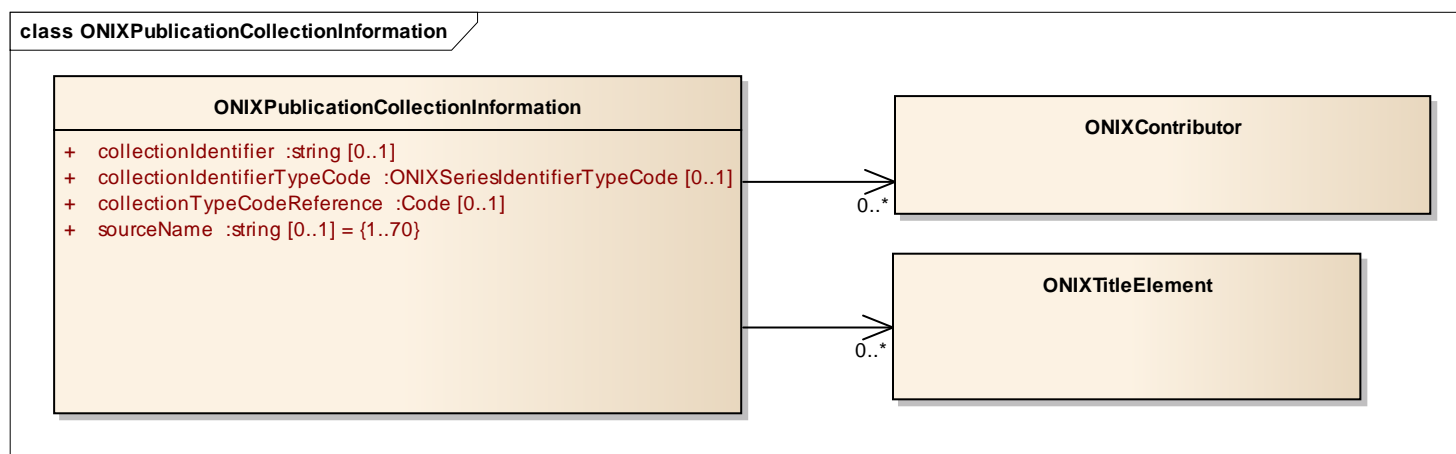 class ONIXPublicationCollectionInformation
ONIXPublicationCollectionInformation
+ collectionIdentifier :string [0..1]
+ collectionIdentifierTypeCode :ONIXSeriesIdentifierTypeCode [0..1]
+ collectionTypeCodeReference :Code [0..1]
+ sourceName :string [0..1] = {1..70}
ONIXContributor
0..*
ONIXTitleElement
0..*